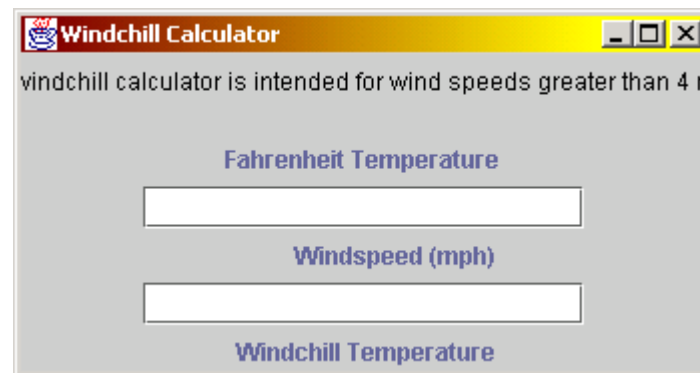 Windchill Calculator
vindchill calculator is intended for wind speeds greater than 4
Fahrenheit Temperature
Windspeed (mph)
Windchill Temperature